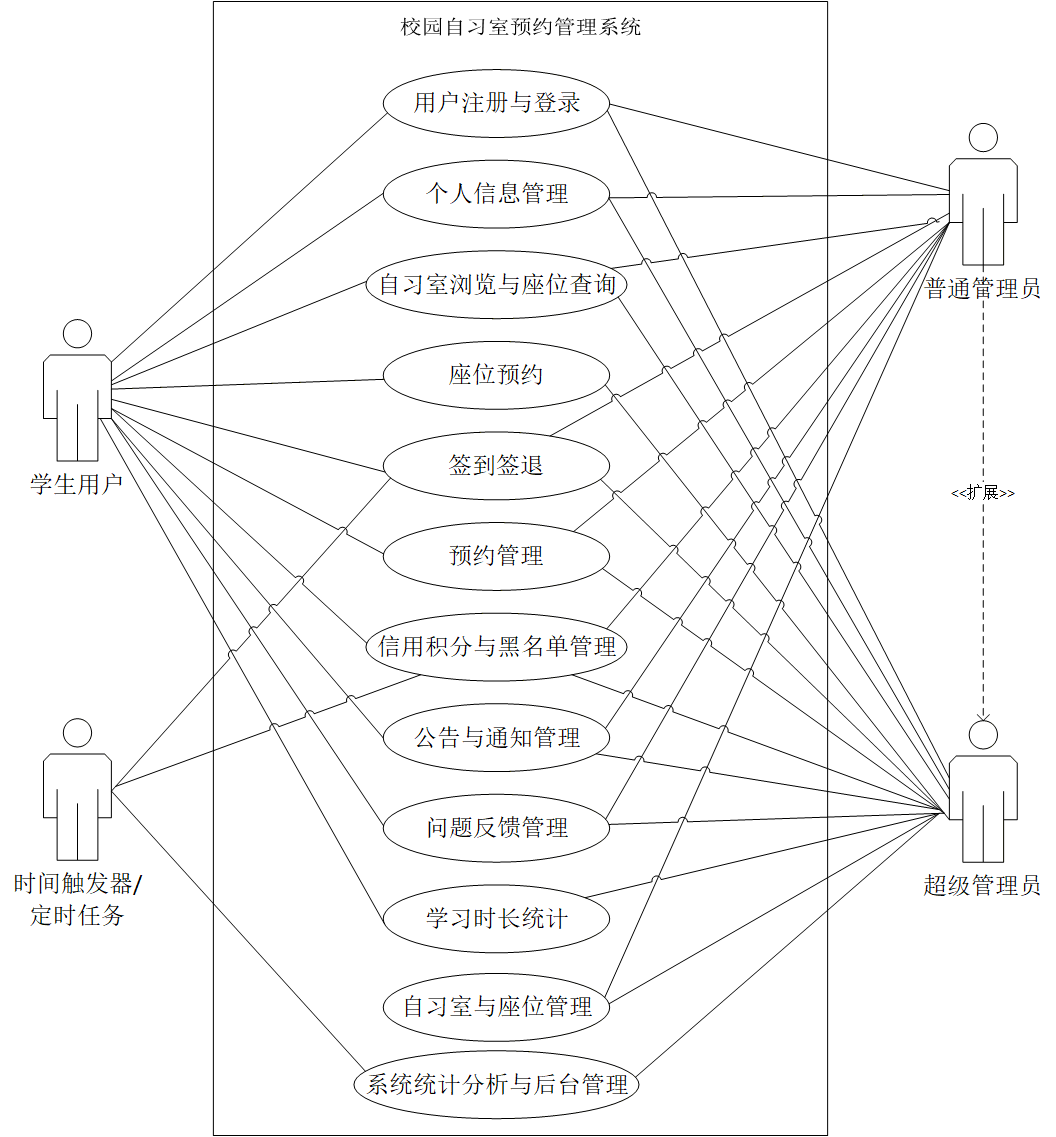 校园自习室预约管理系统
用户注册与登录
个人信息管理
自习室浏览与座位查询
普通管理员
座位预约
签到签退
学生用户
<<扩展>>
预约管理
信用积分与黑名单管理
公告与通知管理
问题反馈管理
时间触发器/
定时任务
超级管理员
学习时长统计
自习室与座位管理
系统统计分析与后台管理